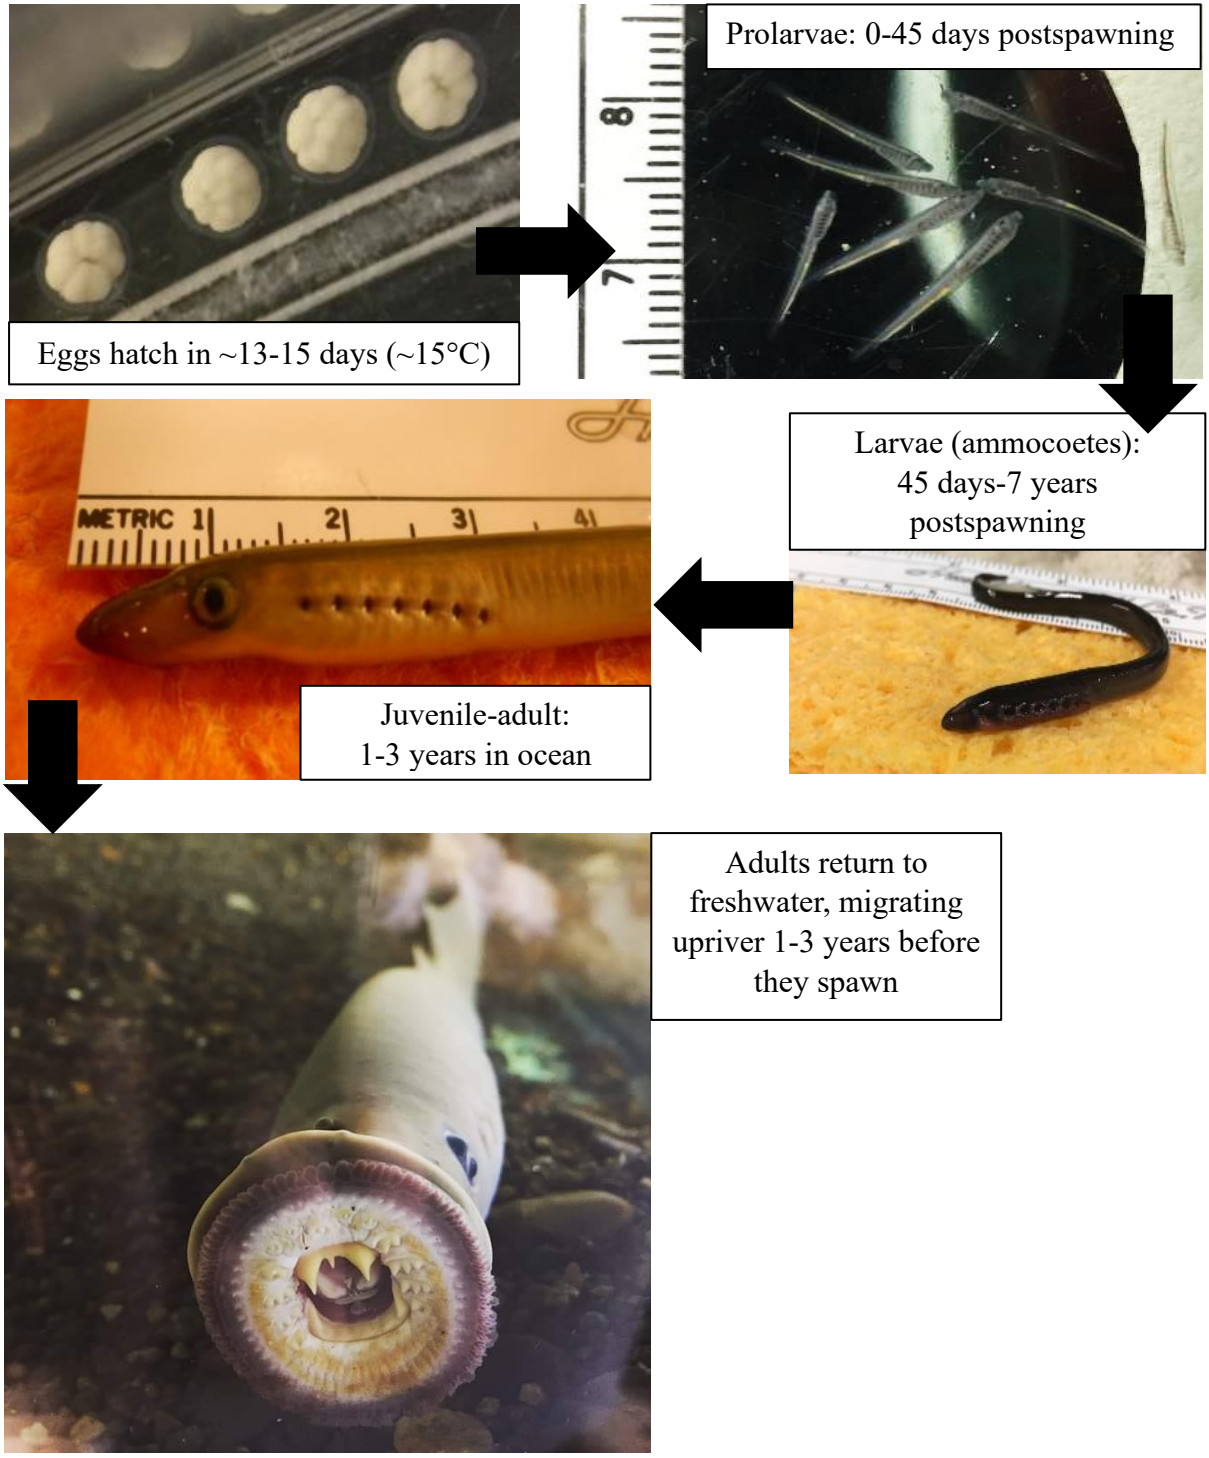 Prolarvae: 0-45 days postspawning
8
7
Eggs hatch in ~13-15 days (~15°C)
Larvae (ammocoetes):
45 days-7 years
postspawning
METRIC 1 2 3 4
Juvenile-adult:
1-3 years in ocean
Adults return to
freshwater, migrating
upriver 1-3 years before
they spawn